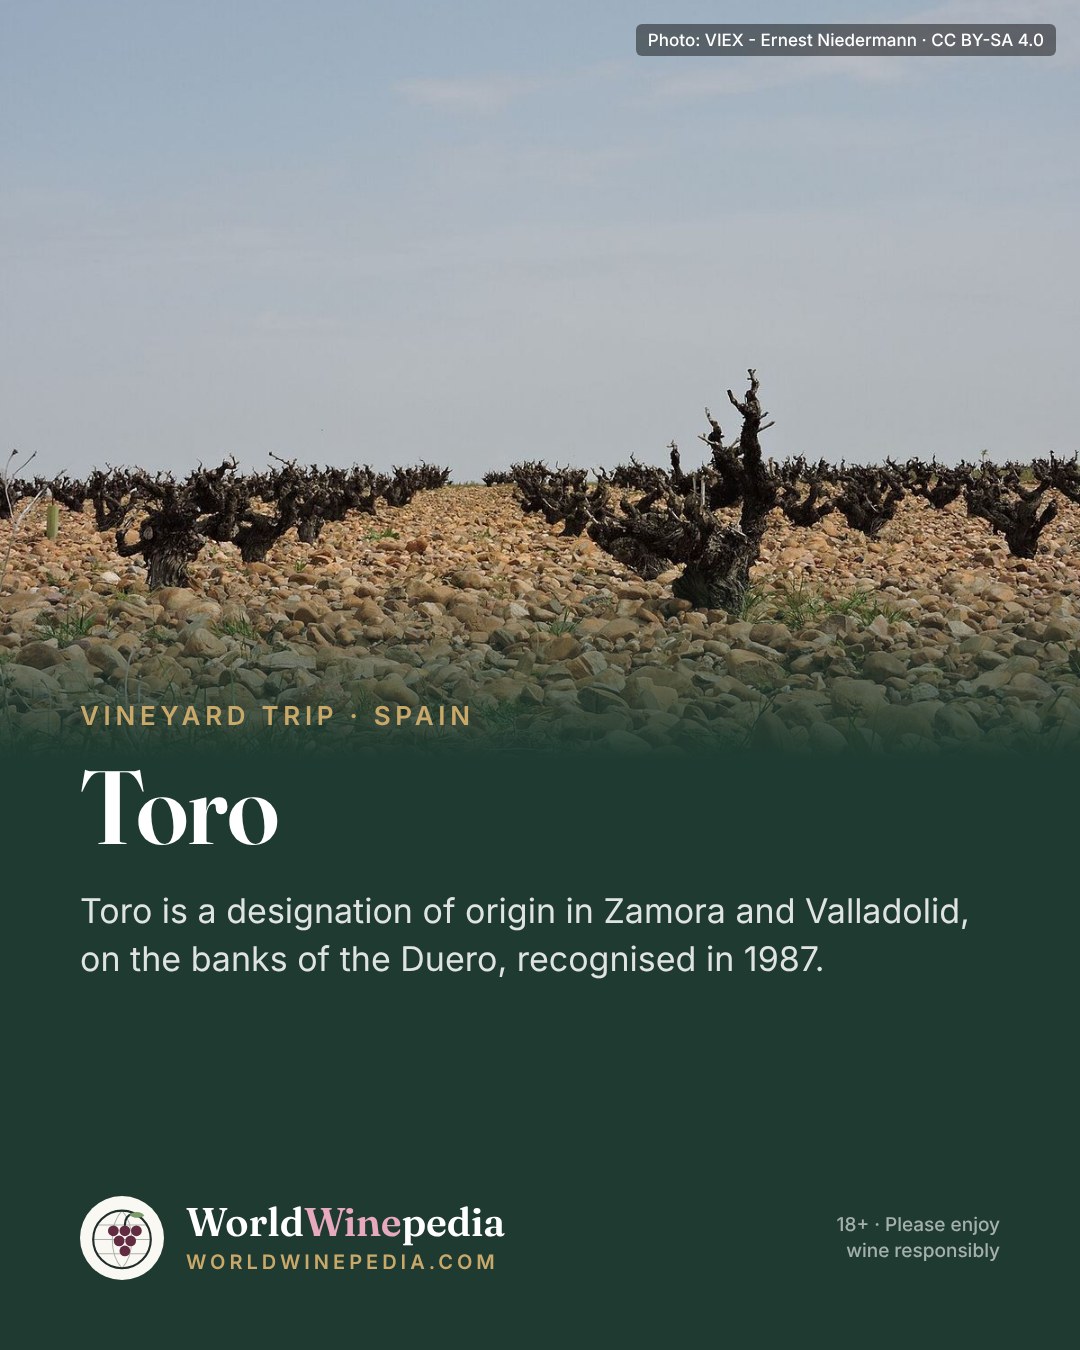 Photo: VIEX - Ernest Niedermann · CC BY-SA 4.0
VINEYARD TRIP · SPAIN
Toro
Toro is a designation of origin in Zamora and Valladolid,
on the banks of the Duero, recognised in 1987.
WorldWinepedia
WORLDWINEPEDIA.COM
18+ · Please enjoy
wine responsibly